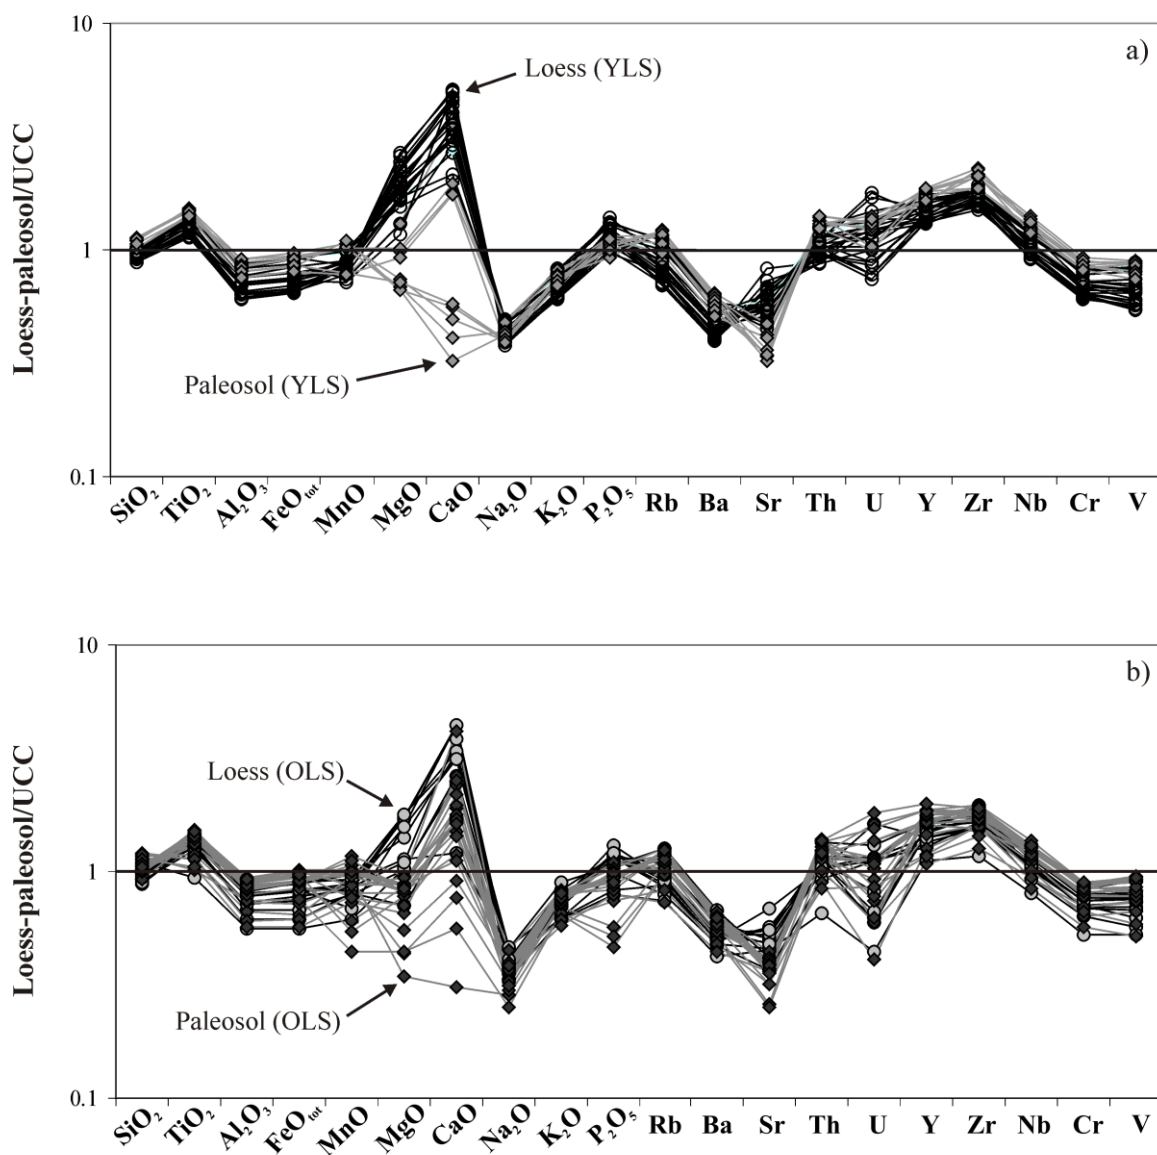 10
a)
Loess (YLS)
Loess-paleosol/UCC
1
Paleosol (YLS)
0.1
SiO₂ TiO₂ Al₂O₃ FeOₜₒₜ MnO MgO CaO Na₂O K₂O P₂O₅ Rb Ba Sr Th U Y Zr Nb Cr V
10
b)
Loess (OLS)
Loess-paleosol/UCC
1
Paleosol (OLS)
0.1
SiO₂ TiO₂ Al₂O₃ FeOₜₒₜ MnO MgO CaO Na₂O K₂O P₂O₅ Rb Ba Sr Th U Y Zr Nb Cr V